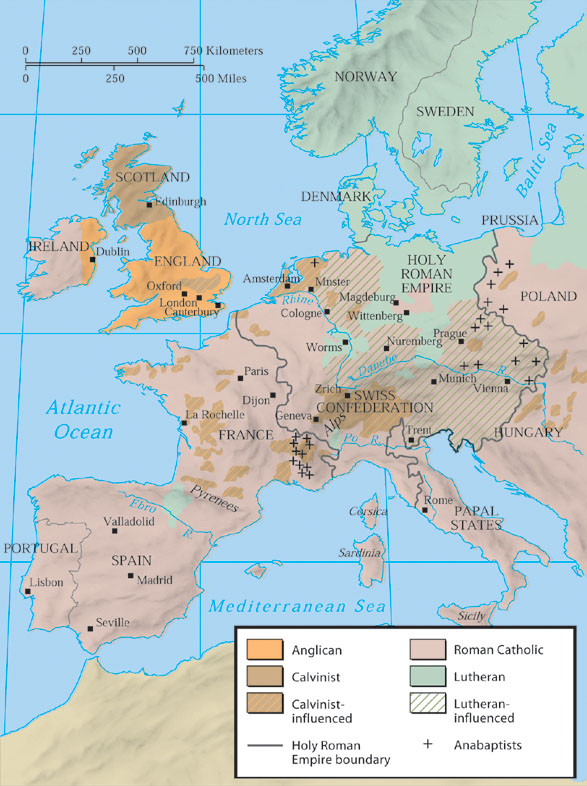 0 250 500 750 Kilometers
0 250 500 Miles
NORWAY
SWEDEN
Baltic Sea
SCOTLAND
Edinburgh
North Sea
DENMARK
PRUSSIA
IRELAND
Dublin
ENGLAND
Oxford
London
Canterbury
Amsterdam
Mnster
Rhine
HOLY
ROMAN
EMPIRE
Magdeburg
Wittenberg
POLAND
Cologne
Worms
Nuremberg
Prague
Danube R.
Paris
Dijon
Zrich
SWISS
CONFEDERATION
Munich
Vienna
Atlantic
Ocean
La Rochelle
FRANCE
Geneva
Alps
Po R.
Trent
HUNGARY
Pyrenees
Ebro R.
Valladolid
PORTUGAL
SPAIN
Madrid
Lisbon
Seville
Corsica
Sardinia
Rome
PAPAL
STATES
Mediterranean Sea
Sicily
Anglican
Calvinist
Calvinist-
influenced
Holy Roman
Empire boundary
Roman Catholic
Lutheran
Lutheran-
influenced
Anabaptists